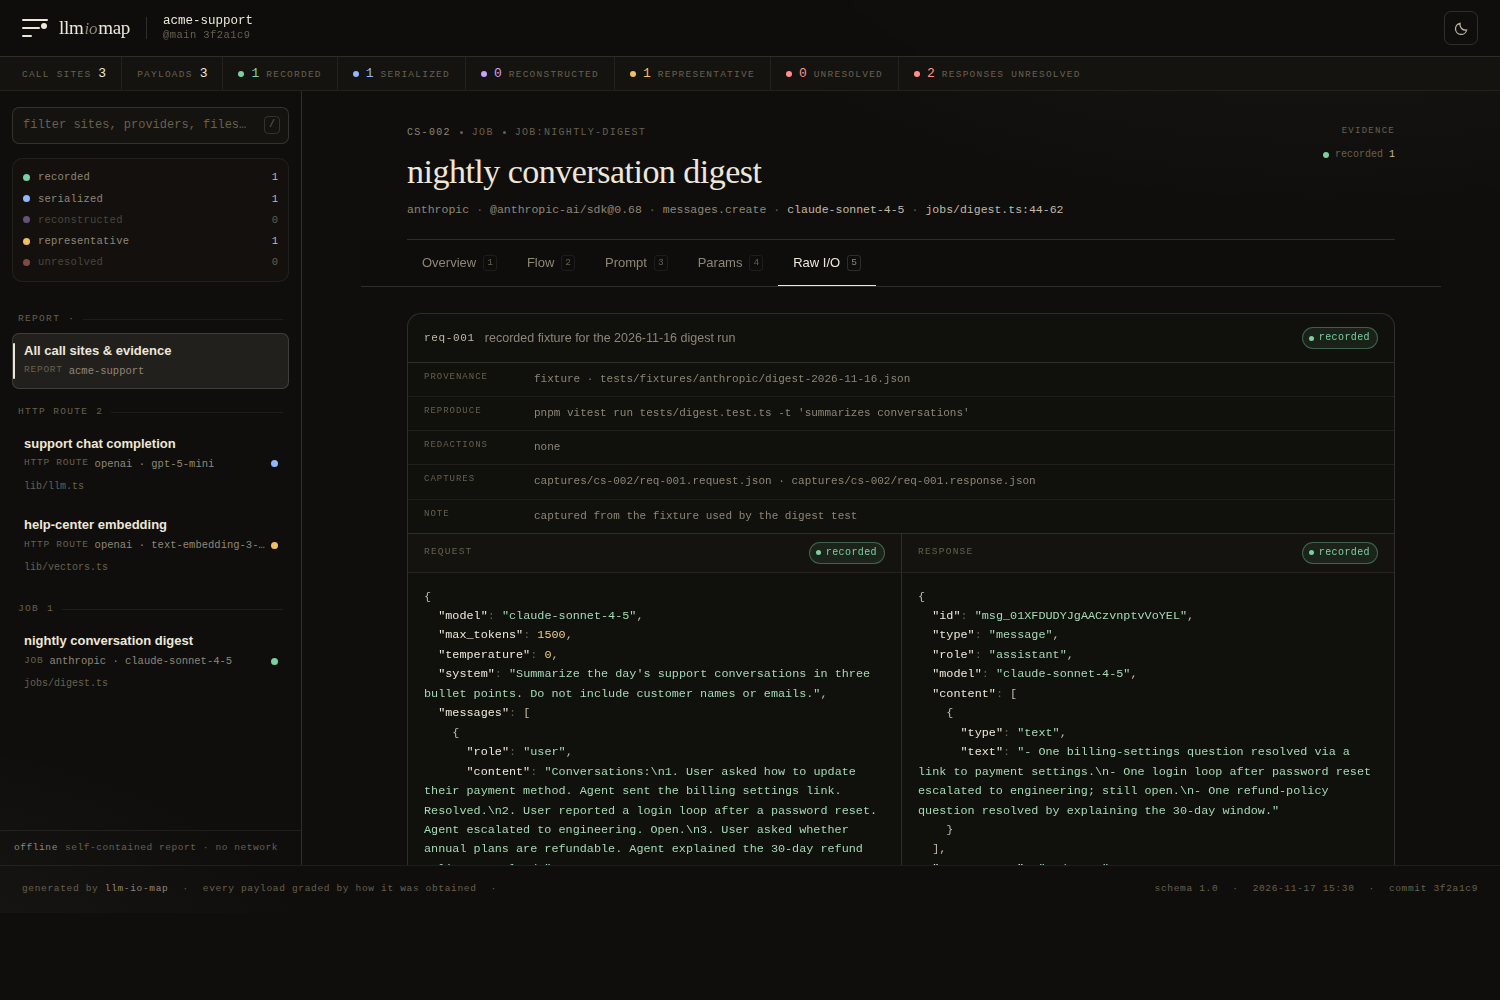 llmiomap
acme-support
@main 3f2a1c9
CALL SITES 3
PAYLOADS 3
1 RECORDED
1 SERIALIZED
0 RECONSTRUCTED
1 REPRESENTATIVE
0 UNRESOLVED
2 RESPONSES UNRESOLVED
filter sites, providers, files… /
recorded 1
serialized 1
reconstructed 0
representative 1
unresolved 0
REPORT ·
All call sites & evidence
REPORT acme-support
HTTP ROUTE 2
support chat completion
HTTP ROUTE openai · gpt-5-mini
lib/llm.ts
help-center embedding
HTTP ROUTE openai · text-embedding-3-…
lib/vectors.ts
JOB 1
nightly conversation digest
JOB anthropic · claude-sonnet-4-5
jobs/digest.ts
offline self-contained report · no network
CS-002 • JOB • JOB:NIGHTLY-DIGEST
nightly conversation digest
anthropic · @anthropic-ai/sdk@0.68 · messages.create · claude-sonnet-4-5 · jobs/digest.ts:44-62
EVIDENCE
recorded 1
Overview 1
Flow 2
Prompt 3
Params 4
Raw I/O 5
req-001 recorded fixture for the 2026-11-16 digest run
recorded
PROVENANCE fixture · tests/fixtures/anthropic/digest-2026-11-16.json
REPRODUCE pnpm vitest run tests/digest.test.ts -t 'summarizes conversations'
REDACTIONS none
CAPTURES captures/cs-002/req-001.request.json · captures/cs-002/req-001.response.json
NOTE captured from the fixture used by the digest test
REQUEST recorded
{
"model": "claude-sonnet-4-5",
"max_tokens": 1500,
"temperature": 0,
"system": "Summarize the day's support conversations in three
bullet points. Do not include customer names or emails.",
"messages": [
{
"role": "user",
"content": "Conversations:\n1. User asked how to update
their payment method. Agent sent the billing settings link.
Resolved.\n2. User reported a login loop after a password reset.
Agent escalated to engineering. Open.\n3. User asked whether
annual plans are refundable. Agent explained the 30-day refund
RESPONSE recorded
{
"id": "msg_01XFDUDYJgAACzvnptvVoYEL",
"type": "message",
"role": "assistant",
"model": "claude-sonnet-4-5",
"content": [
{
"type": "text",
"text": "- One billing-settings question resolved via a
link to payment settings.\n- One login loop after password reset
escalated to engineering; still open.\n- One refund-policy
question resolved by explaining the 30-day window."
}
],
generated by llm-io-map · every payload graded by how it was obtained ·
schema 1.0 · 2026-11-17 15:30 · commit 3f2a1c9